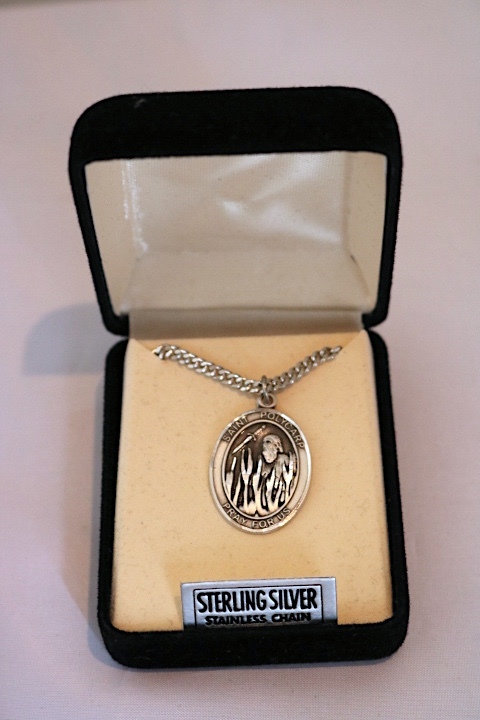 SAINT POLYCARP
PRAY FOR US
STERLING SILVER
STAINLESS CHAIN